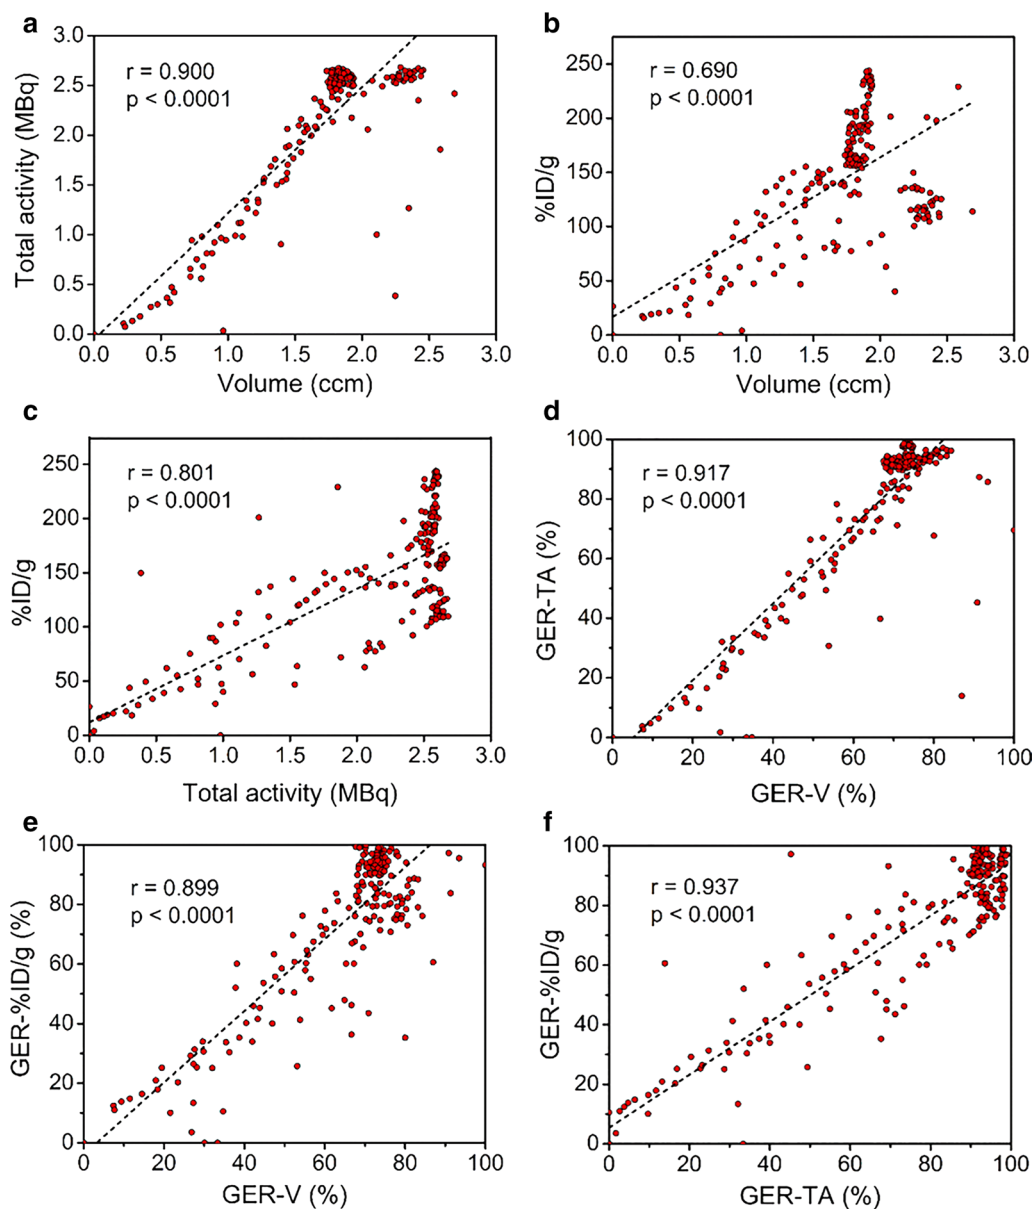 a
r = 0.900
p < 0.0001
Total activity (MBq)
3.0
2.5
2.0
1.5
1.0
0.5
0.0
0.0 0.5 1.0 1.5 2.0 2.5 3.0
Volume (ccm)
b
r = 0.690
p < 0.0001
%ID/g
250
200
150
100
50
0
0.0 0.5 1.0 1.5 2.0 2.5 3.0
Volume (ccm)
c
r = 0.801
p < 0.0001
%ID/g
250
200
150
100
50
0
0.0 0.5 1.0 1.5 2.0 2.5 3.0
Total activity (MBq)
d
r = 0.917
p < 0.0001
GER-TA (%)
100
80
60
40
20
0
0 20 40 60 80 100
GER-V (%)
e
r = 0.899
p < 0.0001
GER-%ID/g (%)
100
80
60
40
20
0
0 20 40 60 80 100
GER-V (%)
f
r = 0.937
p < 0.0001
GER-%ID/g
100
80
60
40
20
0
0 20 40 60 80 100
GER-TA (%)